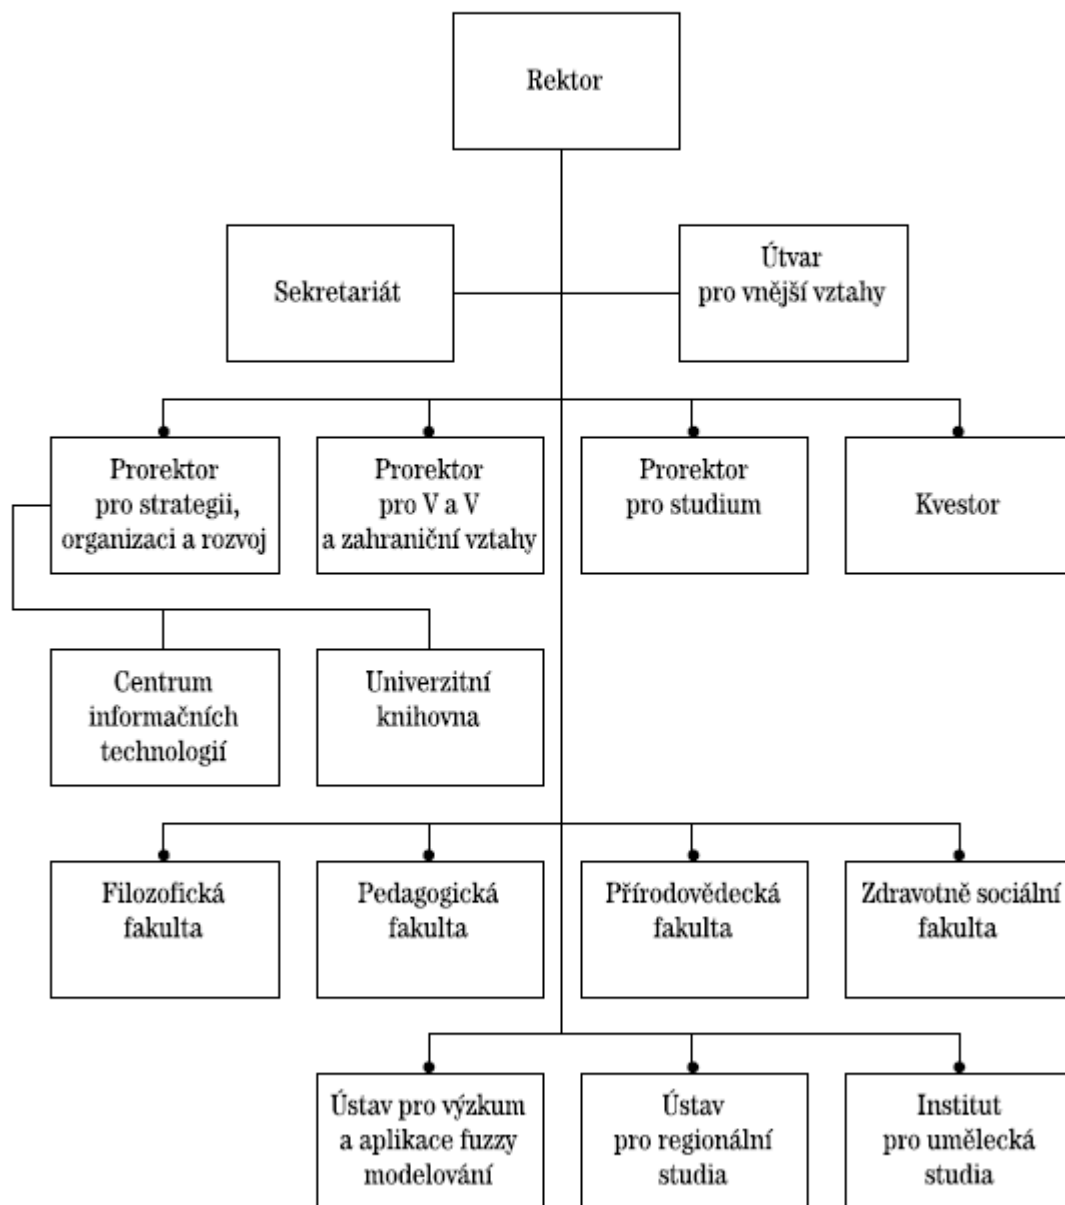 Rektor
Sekretariát
Útvar
pro vnější vztahy
Prorektor
pro strategii,
organizaci a rozvoj
Prorektor
pro V a V
a zahraniční vztahy
Prorektor
pro studium
Kvestor
Centrum
informačních
technologií
Univerzitní
knihovna
Filozofická
fakulta
Pedagogická
fakulta
Přírodovědecká
fakulta
Zdravotně sociální
fakulta
Ústav pro výzkum
a aplikace fuzzy
modelování
Ústav
pro regionální
studia
Institut
pro umělecká
studia